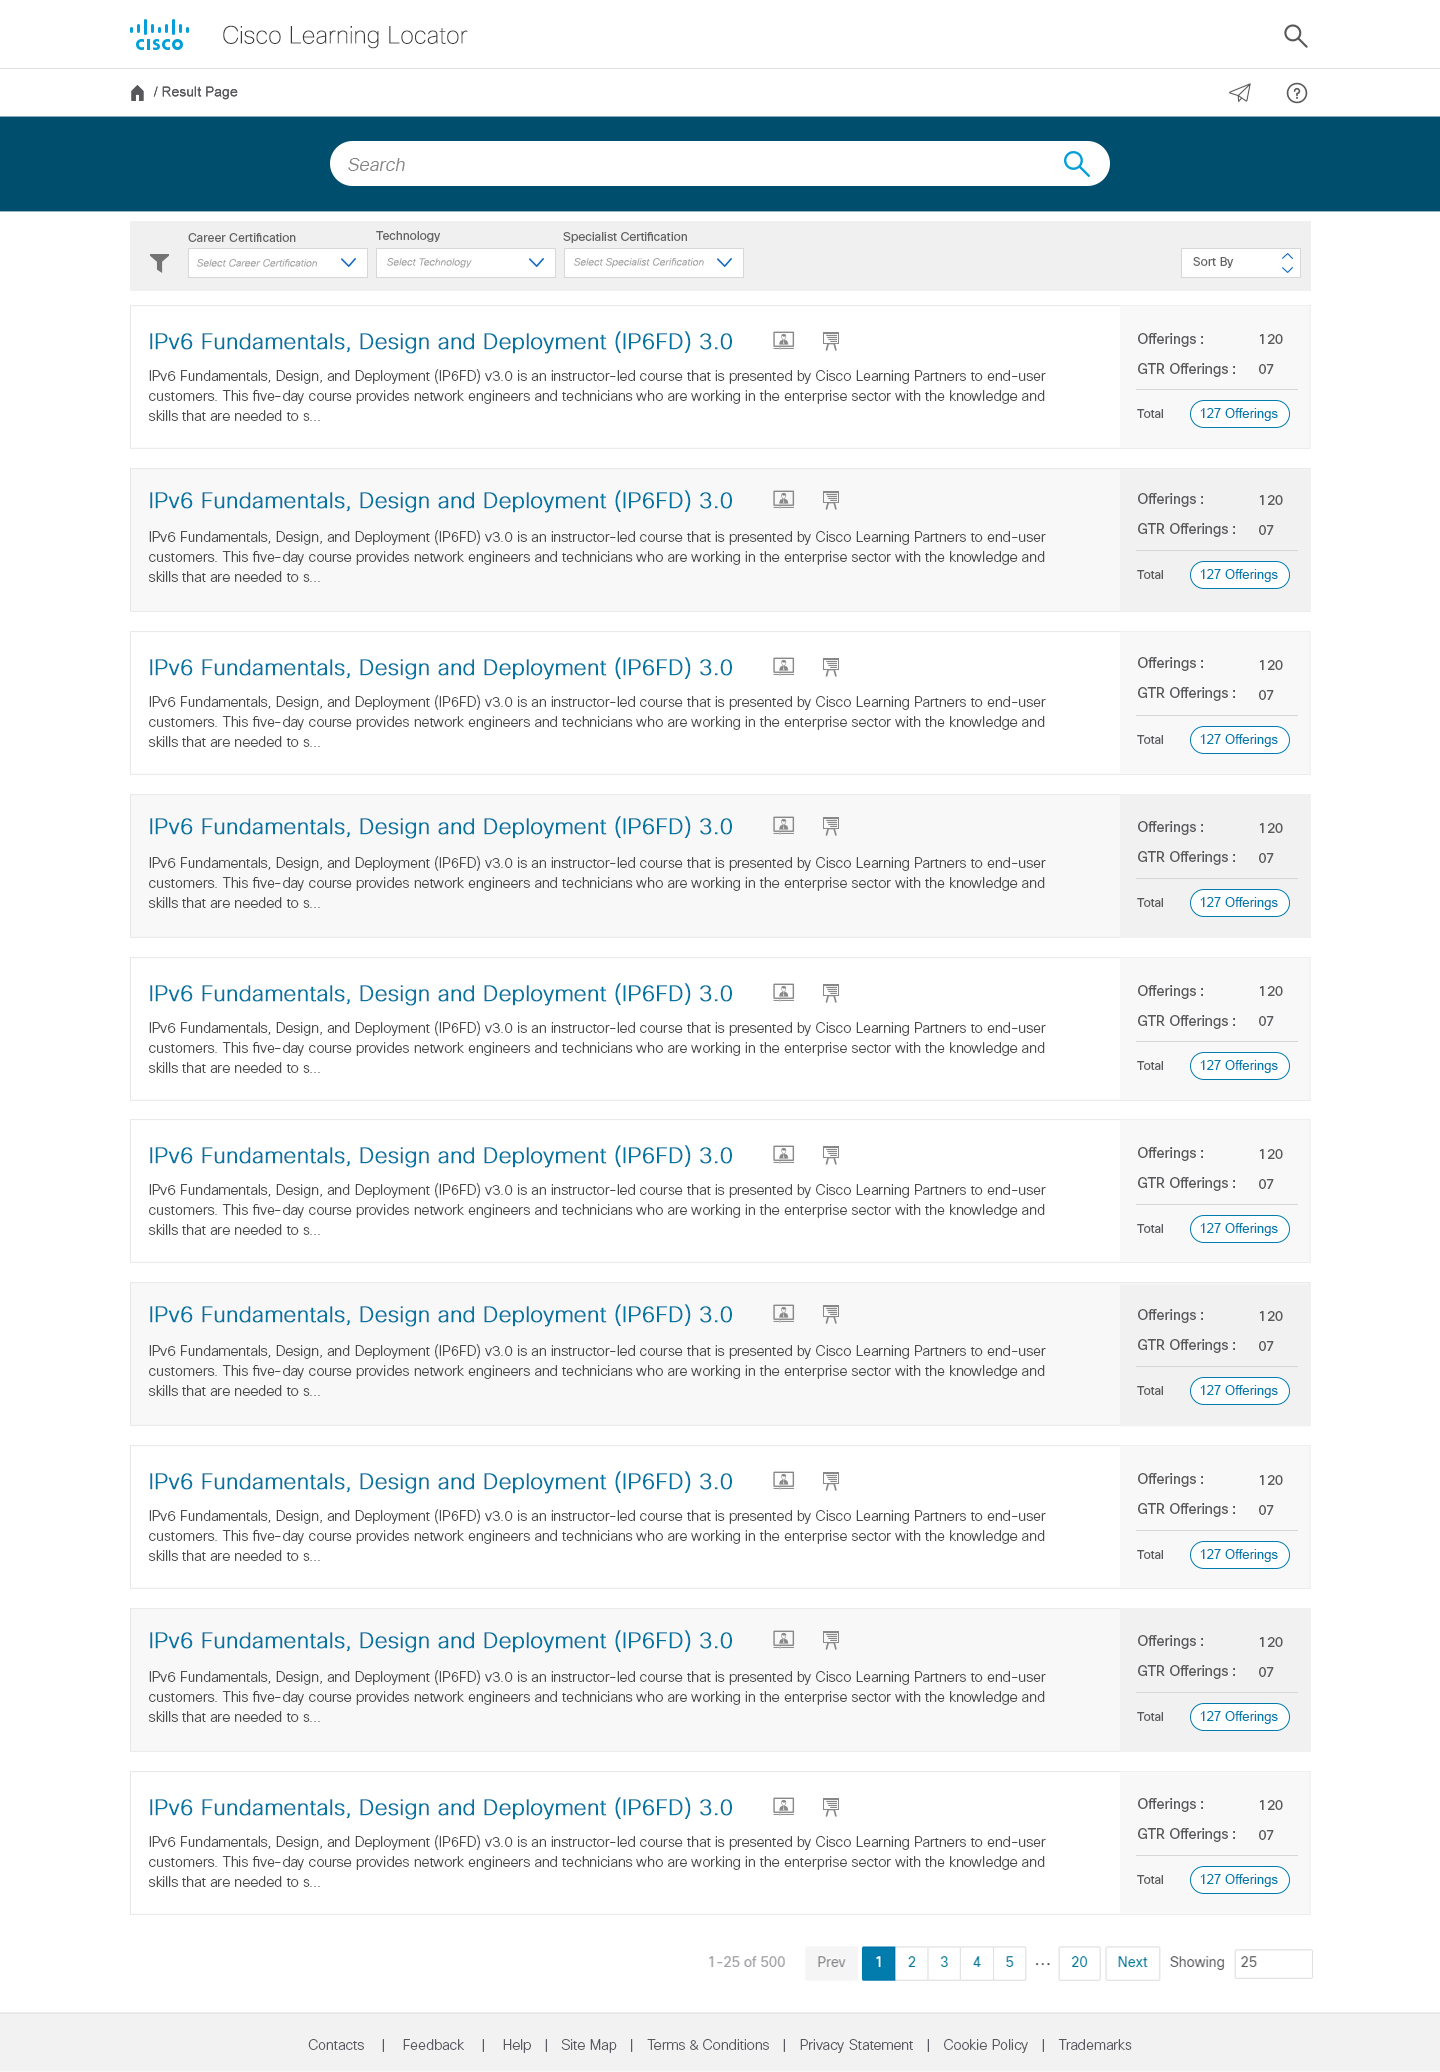 CISCO
Cisco Learning Locator
/ Result Page
Search
Career Certification
Technology
Specialist Certification
Select Career Certification
Select Technology
Select Specialist Cerification
Sort By
IPv6 Fundamentals, Design and Deployment (IP6FD) 3.0
IPv6 Fundamentals, Design, and Deployment (IP6FD) v3.0 is an instructor-led course that is presented by Cisco Learning Partners to end-user
customers. This five-day course provides network engineers and technicians who are working in the enterprise sector with the knowledge and
skills that are needed to s...
Offerings : 120
GTR Offerings : 07
Total 127 Offerings
IPv6 Fundamentals, Design and Deployment (IP6FD) 3.0
IPv6 Fundamentals, Design, and Deployment (IP6FD) v3.0 is an instructor-led course that is presented by Cisco Learning Partners to end-user
customers. This five-day course provides network engineers and technicians who are working in the enterprise sector with the knowledge and
skills that are needed to s...
Offerings : 120
GTR Offerings : 07
Total 127 Offerings
IPv6 Fundamentals, Design and Deployment (IP6FD) 3.0
IPv6 Fundamentals, Design, and Deployment (IP6FD) v3.0 is an instructor-led course that is presented by Cisco Learning Partners to end-user
customers. This five-day course provides network engineers and technicians who are working in the enterprise sector with the knowledge and
skills that are needed to s...
Offerings : 120
GTR Offerings : 07
Total 127 Offerings
IPv6 Fundamentals, Design and Deployment (IP6FD) 3.0
IPv6 Fundamentals, Design, and Deployment (IP6FD) v3.0 is an instructor-led course that is presented by Cisco Learning Partners to end-user
customers. This five-day course provides network engineers and technicians who are working in the enterprise sector with the knowledge and
skills that are needed to s...
Offerings : 120
GTR Offerings : 07
Total 127 Offerings
IPv6 Fundamentals, Design and Deployment (IP6FD) 3.0
IPv6 Fundamentals, Design, and Deployment (IP6FD) v3.0 is an instructor-led course that is presented by Cisco Learning Partners to end-user
customers. This five-day course provides network engineers and technicians who are working in the enterprise sector with the knowledge and
skills that are needed to s...
Offerings : 120
GTR Offerings : 07
Total 127 Offerings
IPv6 Fundamentals, Design and Deployment (IP6FD) 3.0
IPv6 Fundamentals, Design, and Deployment (IP6FD) v3.0 is an instructor-led course that is presented by Cisco Learning Partners to end-user
customers. This five-day course provides network engineers and technicians who are working in the enterprise sector with the knowledge and
skills that are needed to s...
Offerings : 120
GTR Offerings : 07
Total 127 Offerings
IPv6 Fundamentals, Design and Deployment (IP6FD) 3.0
IPv6 Fundamentals, Design, and Deployment (IP6FD) v3.0 is an instructor-led course that is presented by Cisco Learning Partners to end-user
customers. This five-day course provides network engineers and technicians who are working in the enterprise sector with the knowledge and
skills that are needed to s...
Offerings : 120
GTR Offerings : 07
Total 127 Offerings
IPv6 Fundamentals, Design and Deployment (IP6FD) 3.0
IPv6 Fundamentals, Design, and Deployment (IP6FD) v3.0 is an instructor-led course that is presented by Cisco Learning Partners to end-user
customers. This five-day course provides network engineers and technicians who are working in the enterprise sector with the knowledge and
skills that are needed to s...
Offerings : 120
GTR Offerings : 07
Total 127 Offerings
IPv6 Fundamentals, Design and Deployment (IP6FD) 3.0
IPv6 Fundamentals, Design, and Deployment (IP6FD) v3.0 is an instructor-led course that is presented by Cisco Learning Partners to end-user
customers. This five-day course provides network engineers and technicians who are working in the enterprise sector with the knowledge and
skills that are needed to s...
Offerings : 120
GTR Offerings : 07
Total 127 Offerings
IPv6 Fundamentals, Design and Deployment (IP6FD) 3.0
IPv6 Fundamentals, Design, and Deployment (IP6FD) v3.0 is an instructor-led course that is presented by Cisco Learning Partners to end-user
customers. This five-day course provides network engineers and technicians who are working in the enterprise sector with the knowledge and
skills that are needed to s...
Offerings : 120
GTR Offerings : 07
Total 127 Offerings
1-25 of 500 Prev 1 2 3 4 5 ... 20 Next Showing 25
Contacts | Feedback | Help | Site Map | Terms & Conditions | Privacy Statement | Cookie Policy | Trademarks